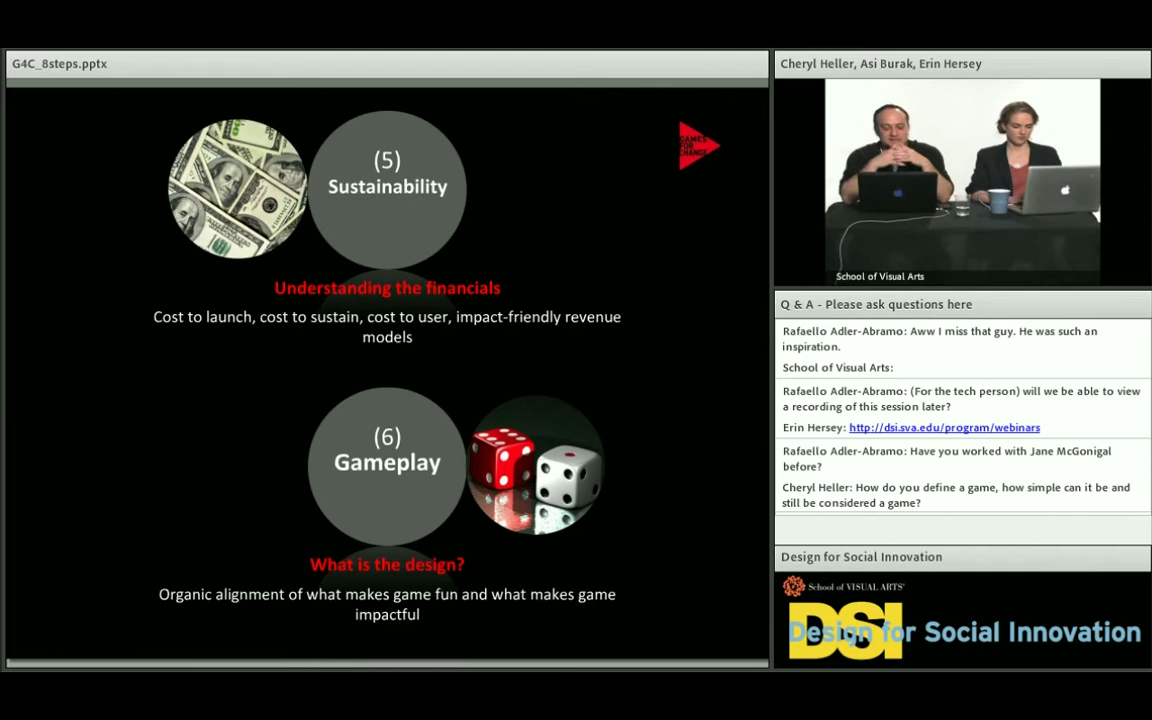 G4C_8steps.pptx
(5)
Sustainability
GAMES
FOR
CHANGE
Understanding the financials
Cost to launch, cost to sustain, cost to user, impact-friendly revenue
models
(6)
Gameplay
What is the design?
Organic alignment of what makes game fun and what makes game
impactful
Cheryl Heller, Asi Burak, Erin Hersey
School of Visual Arts
Q & A - Please ask questions here
Rafaello Adler-Abramo: Aww I miss that guy. He was such an
inspiration.
School of Visual Arts:
Rafaello Adler-Abramo: (For the tech person) will we be able to view
a recording of this session later?
Erin Hersey: http://dsi.sva.edu/program/webinars
Rafaello Adler-Abramo: Have you worked with Jane McGonigal
before?
Cheryl Heller: How do you define a game, how simple can it be and
still be considered a game?
Design for Social Innovation
School of VISUAL ARTS
DSI
Design for Social Innovation